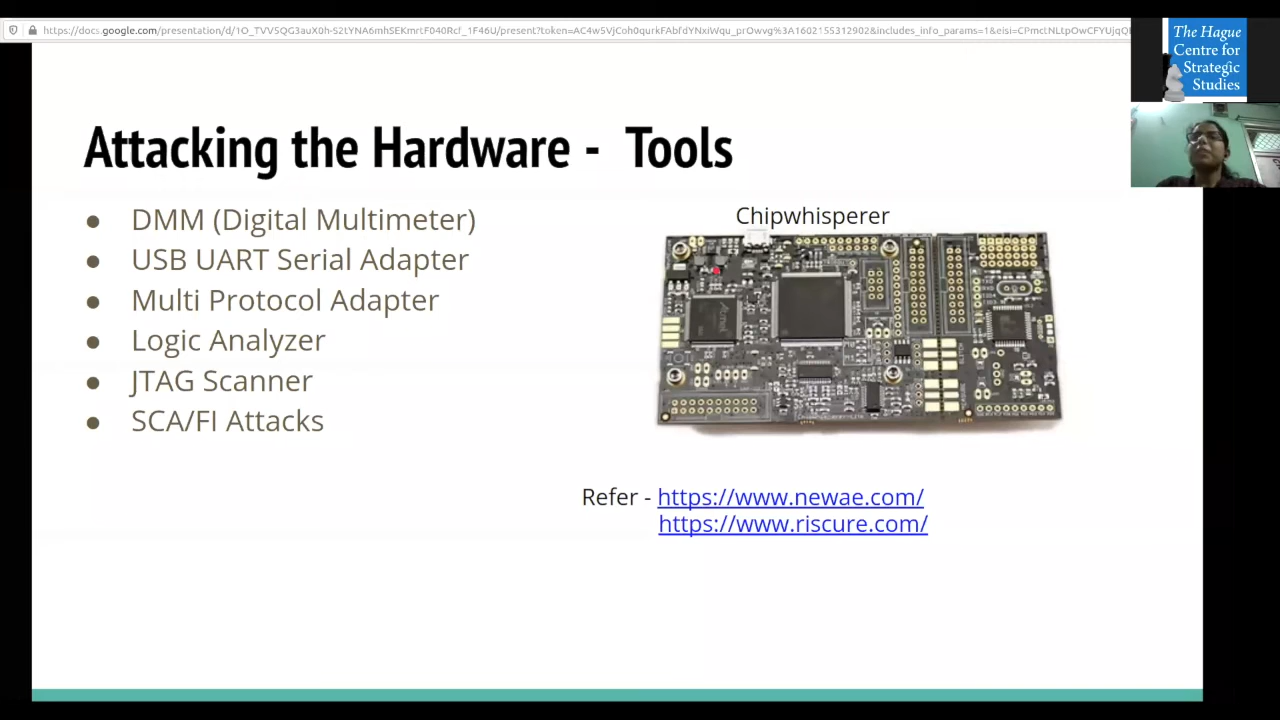 The Hague
Centre for
Strategic
Studies
Attacking the Hardware - Tools
● DMM (Digital Multimeter)
● USB UART Serial Adapter
● Multi Protocol Adapter
● Logic Analyzer
● JTAG Scanner
● SCA/FI Attacks
Chipwhisperer
Atmel
Refer - https://www.newae.com/
https://www.riscure.com/